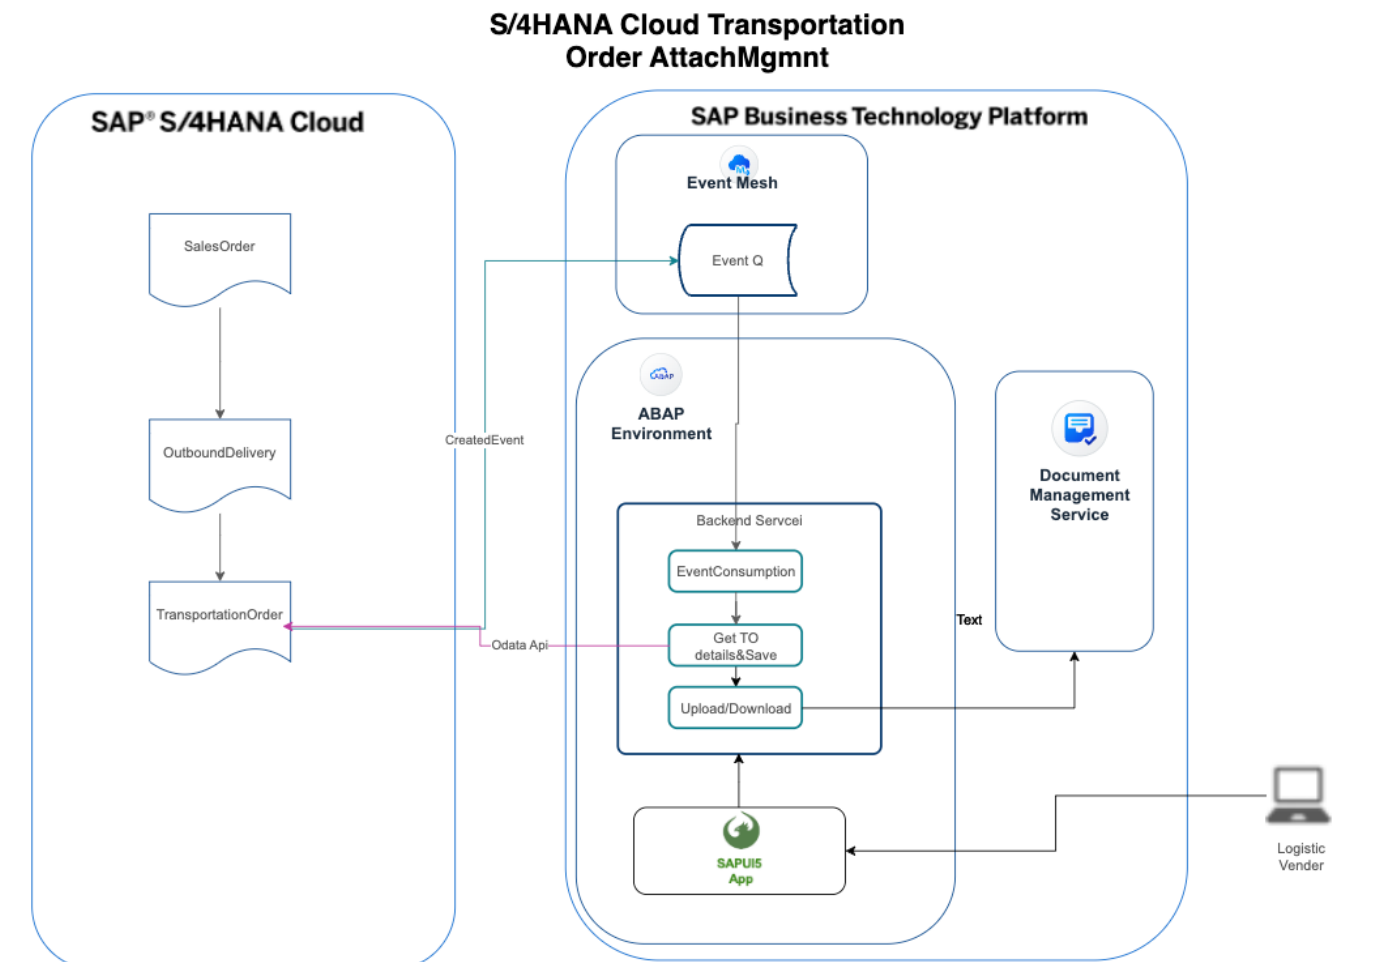 S/4HANA Cloud Transportation
Order AttachMgmnt
SAP® S/4HANA Cloud
SAP Business Technology Platform
Event Mesh
SalesOrder
Event Q
ABAP
ABAP
Environment
CreatedEvent
OutboundDelivery
Document
Management
Service
Backend Servcei
EventConsumption
TransportationOrder
Text
Get TO
details&Save
Odata Api
Upload/Download
SAPUI5
App
Logistic
Vender